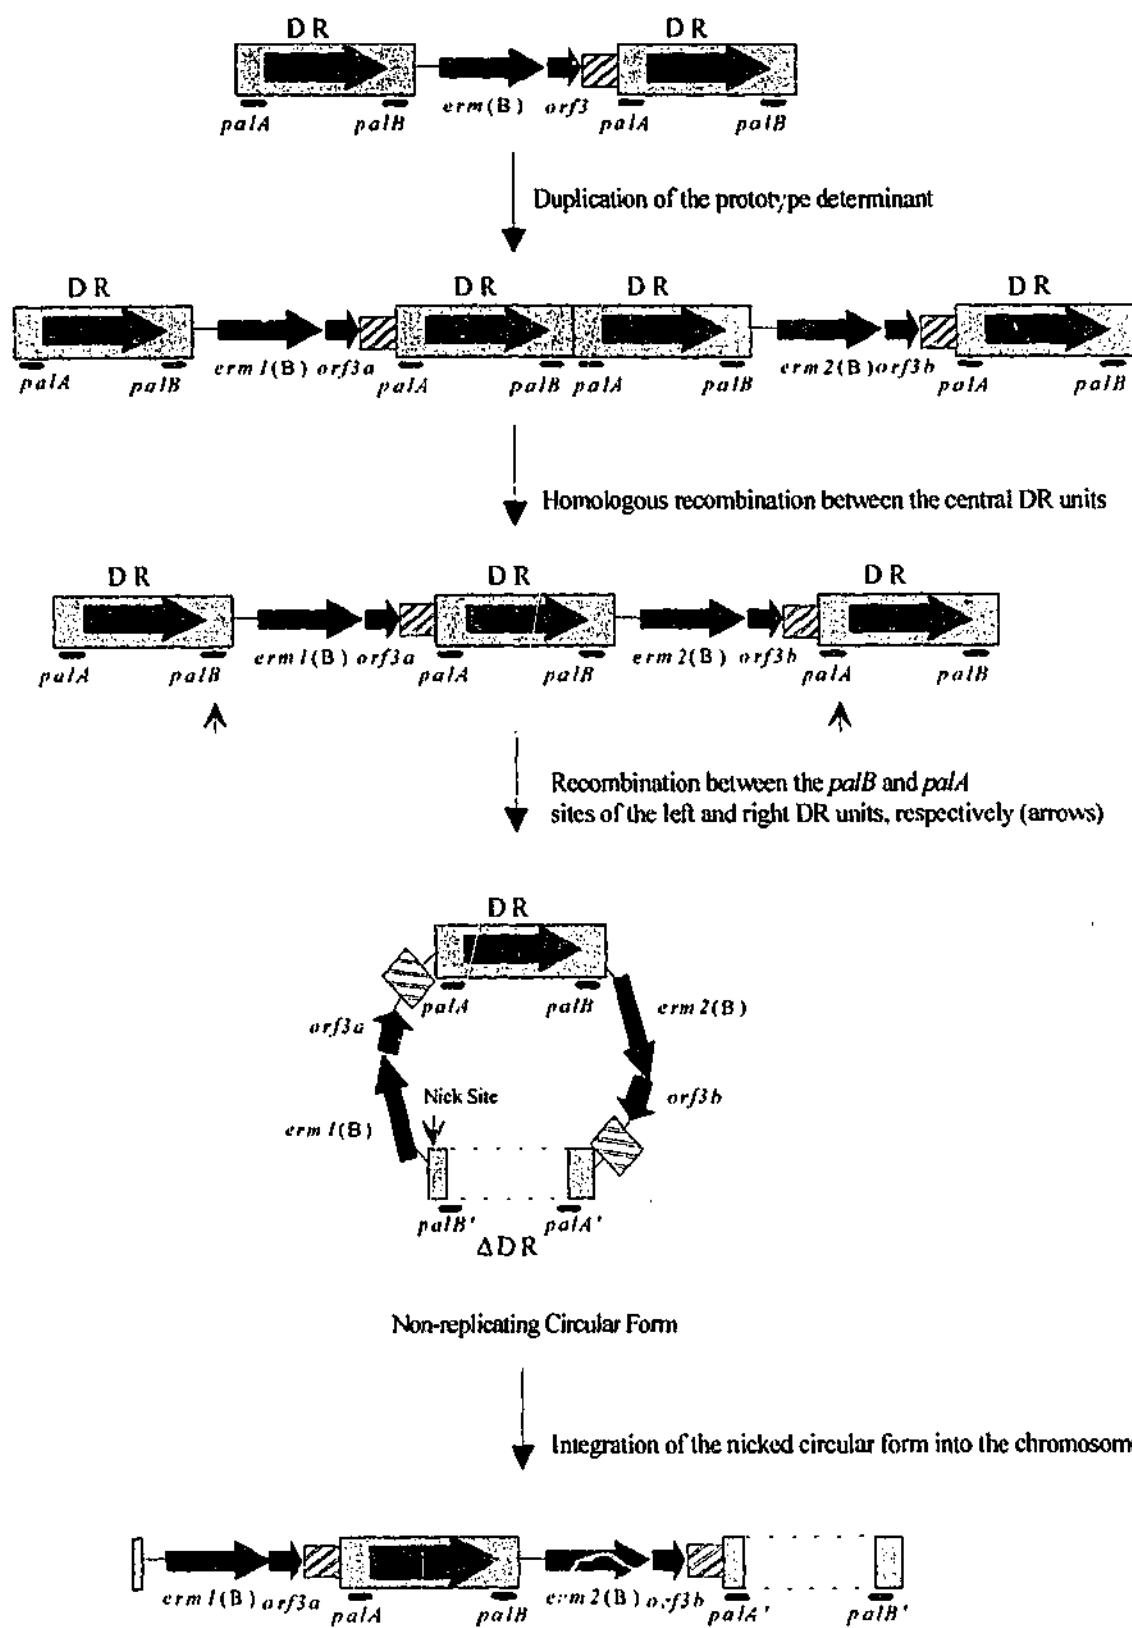 DR DR
erm(B) orf3
palA palB palA palB
Duplication of the prototype determinant
DR DR DR DR
erm1(B) orf3a erm2(B) orf3b
palA palB palA palB palA palB palA palB
Homologous recombination between the central DR units
DR DR DR
erm1(B) orf3a erm2(B) orf3b
palA palB palA palB palA palB
Recombination between the palB and palA
sites of the left and right DR units, respectively (arrows)
DR
palA palB erm2(B)
orf3a
Nick Site orf3b
erm1(B)
palB' palA'
ΔDR
Non-replicating Circular Form
Integration of the nicked circular form into the chromosom
erm1(B) orf3a erm2(B) orf3b
palA palB palA' palB'